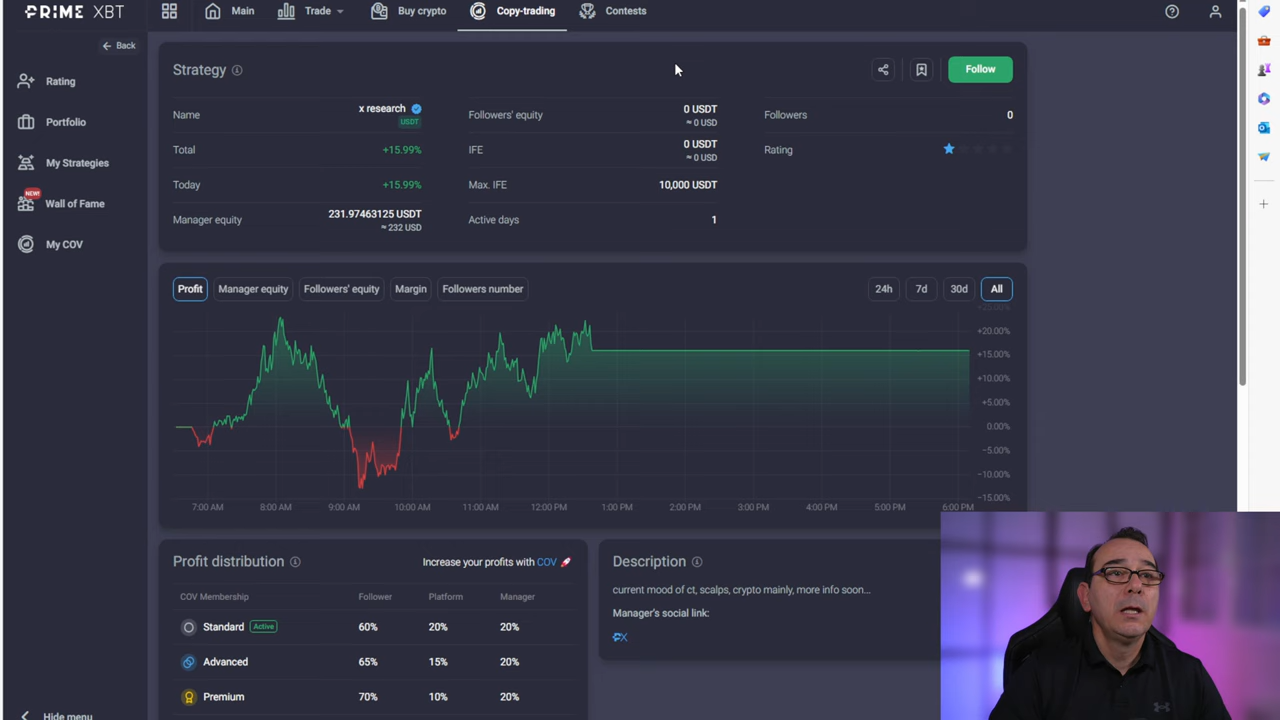 PRIME XBT
Main
Trade
Copy-trading
Contests
Back
Rating
Portfolio
My Strategies
NEW!
Wall of Fame
My COV
Hide menu
Strategy
Follow
Name
x research
USDT
Total
+15.99%
Today
+15.99%
Manager equity
231.97463125 USDT
≈ 232 USD
Followers' equity
0 USDT
≈ 0 USD
IFE
0 USDT
≈ 0 USD
Max. IFE
10,000 USDT
Active days
1
Followers
0
Rating
Profit
Manager equity
Followers' equity
Margin
Followers number
24h
7d
30d
All
+25.00%
+20.00%
+15.00%
+10.00%
+5.00%
0.00%
−5.00%
−10.00%
−15.00%
7:00 AM
8:00 AM
9:00 AM
10:00 AM
11:00 AM
12:00 PM
1:00 PM
2:00 PM
3:00 PM
4:00 PM
5:00 PM
6:00 PM
Profit distribution
Increase your profits with COV
COV Membership
Follower
Platform
Manager
Standard
Active
60%
20%
20%
Advanced
65%
15%
20%
Premium
70%
10%
20%
Description
current mood of ct, scalps, crypto mainly, more info soon...
Manager's social link: